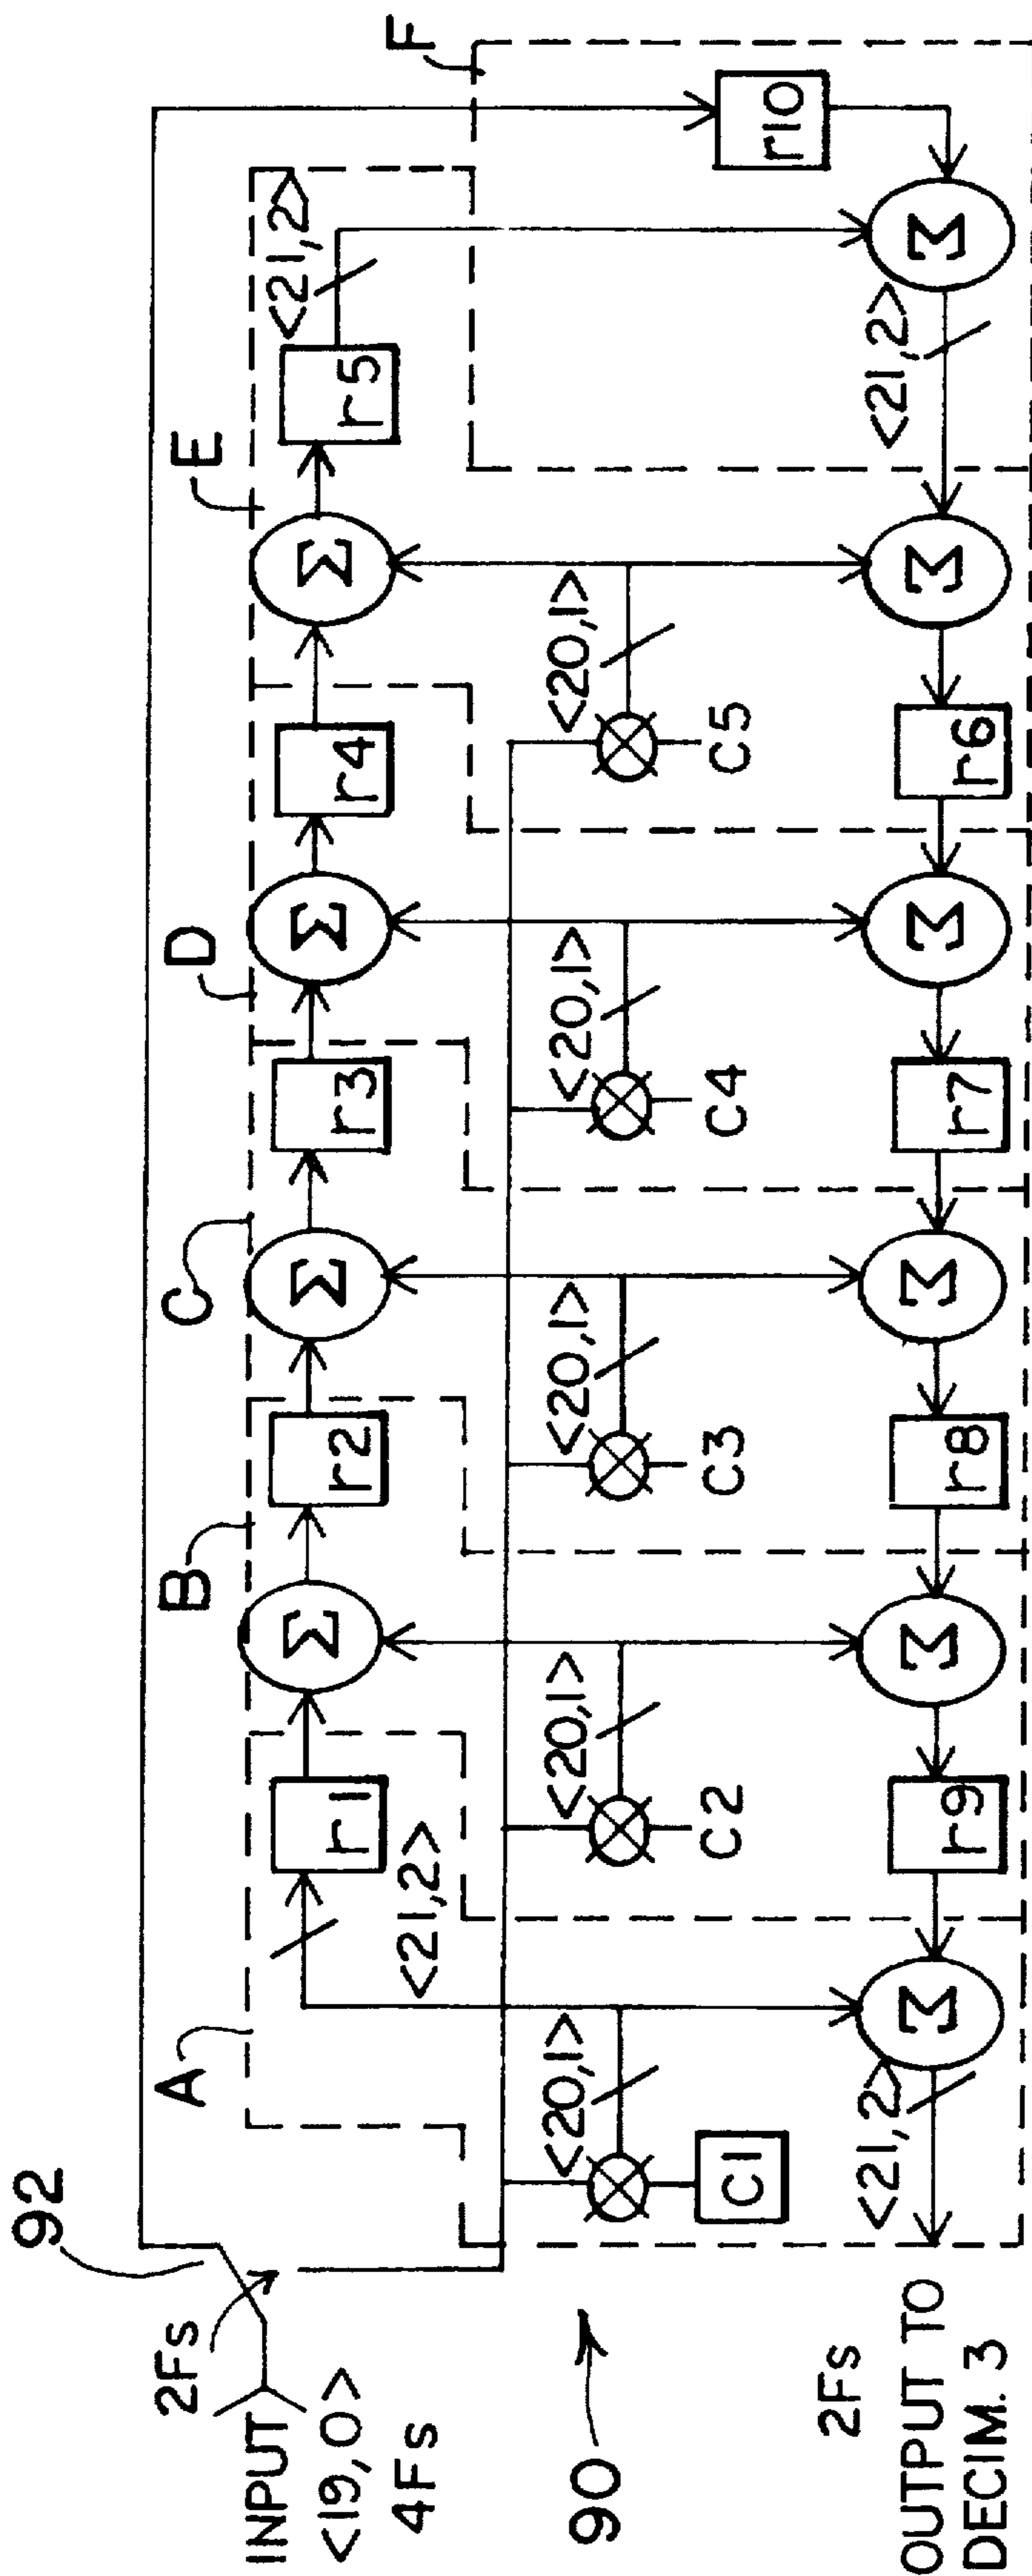 92
2Fs
INPUT
<19,0>
4Fs
90
2Fs
OUTPUT TO
DECIM. 3
A
B
C
D
E
F
r1
Σ
r2
Σ
r3
Σ
r4
Σ
r5
<21,2>
<21,2>
<20,1>
<20,1>
<20,1>
<20,1>
<20,1>
C1
C2
C3
C4
C5
<21,2>
Σ
r9
Σ
r8
Σ
r7
Σ
r6
Σ
<21,2>
Σ
r10